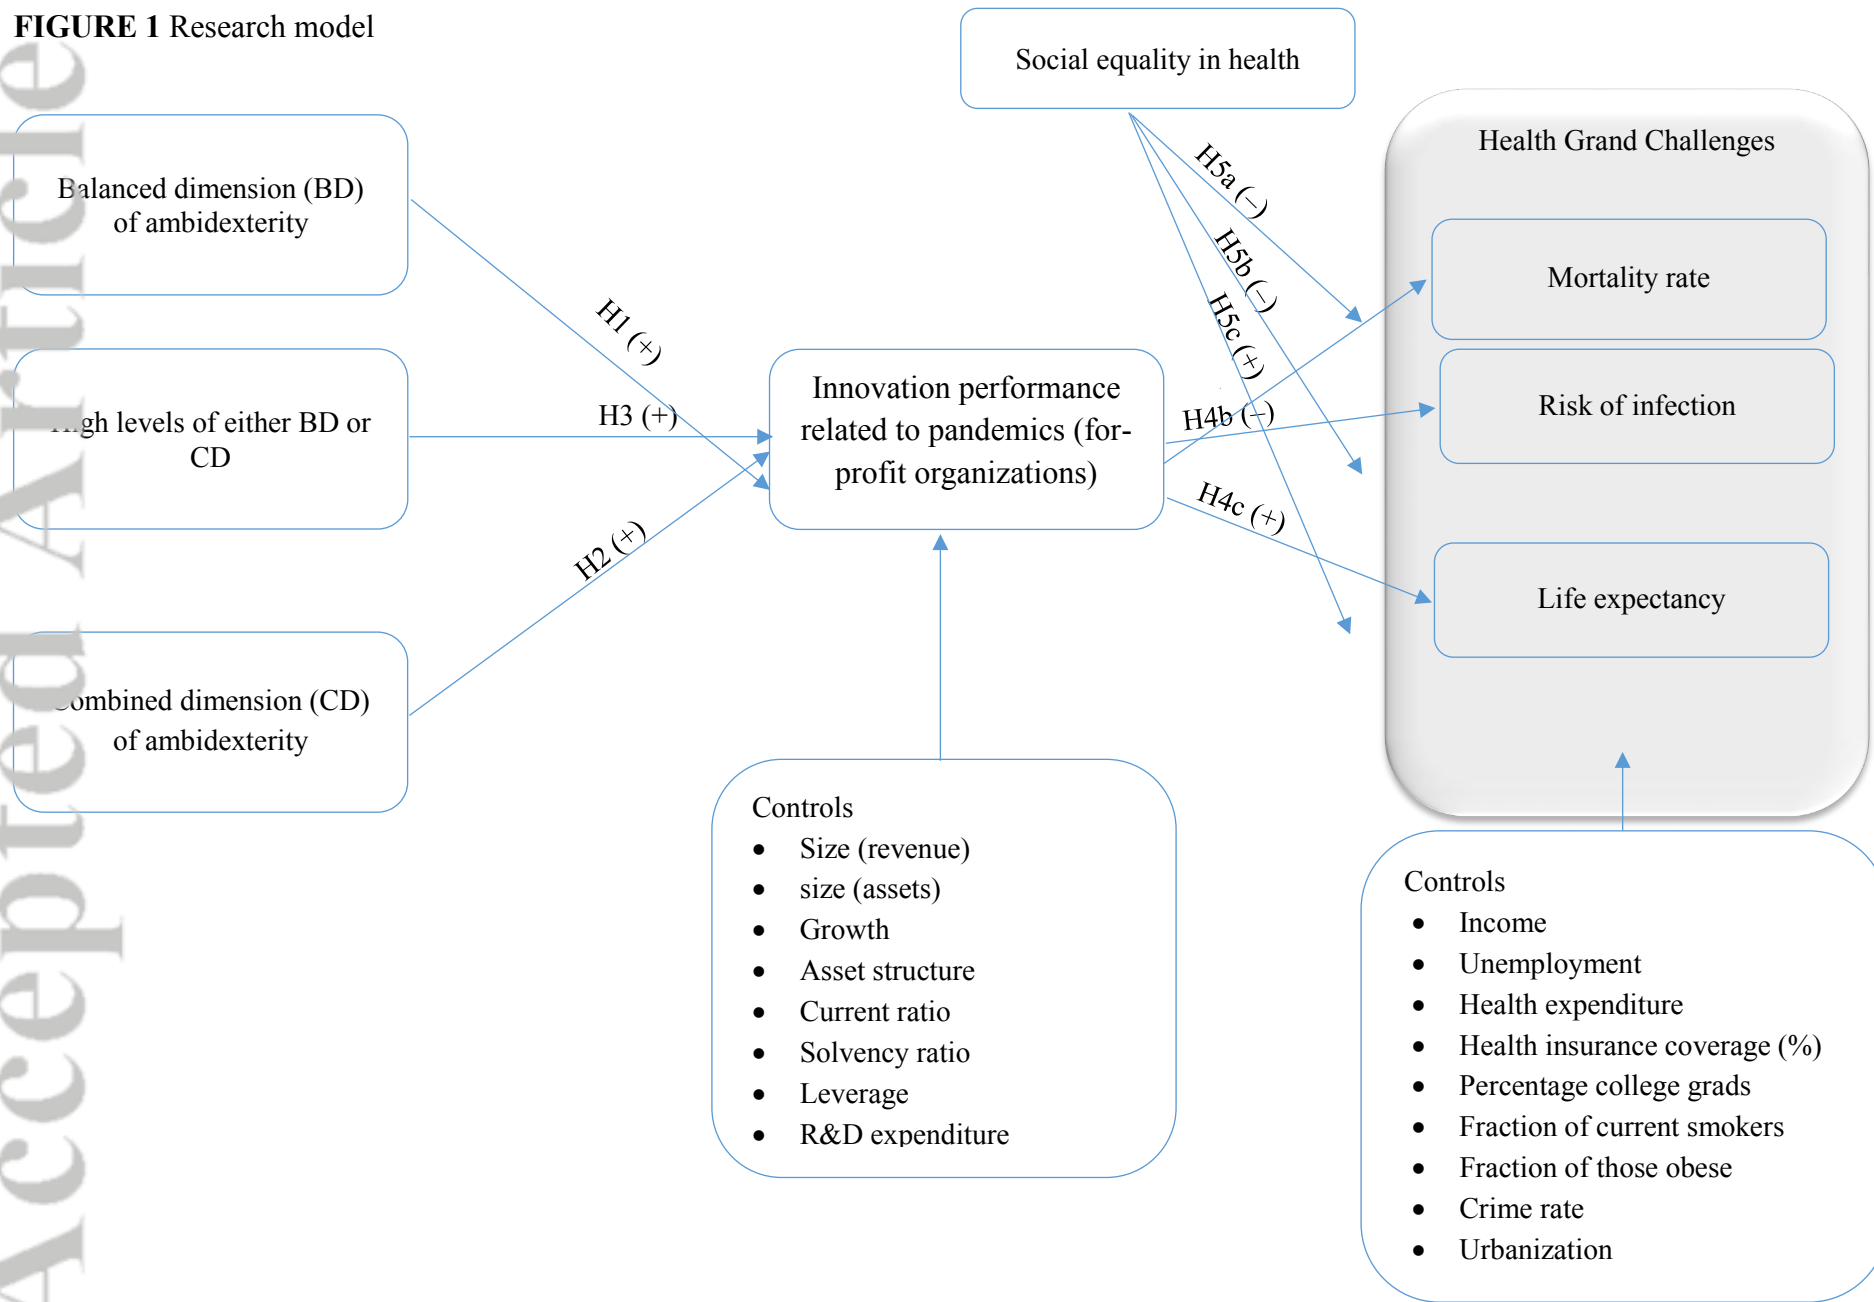 FIGURE 1 Research model
Social equality in health
Health Grand Challenges
Balanced dimension (BD)
of ambidexterity
H5a (–)
H5b (–)
H5c (+)
Mortality rate
H1 (+)
High levels of either BD or
CD
H3 (+)
Innovation performance
related to pandemics (for-
profit organizations)
H4b (–)
Risk of infection
H4c (+)
H2 (+)
Life expectancy
Combined dimension (CD)
of ambidexterity
Controls
• Size (revenue)
• size (assets)
• Growth
• Asset structure
• Current ratio
• Solvency ratio
• Leverage
• R&D expenditure
Controls
• Income
• Unemployment
• Health expenditure
• Health insurance coverage (%)
• Percentage college grads
• Fraction of current smokers
• Fraction of those obese
• Crime rate
• Urbanization
Accepted Article